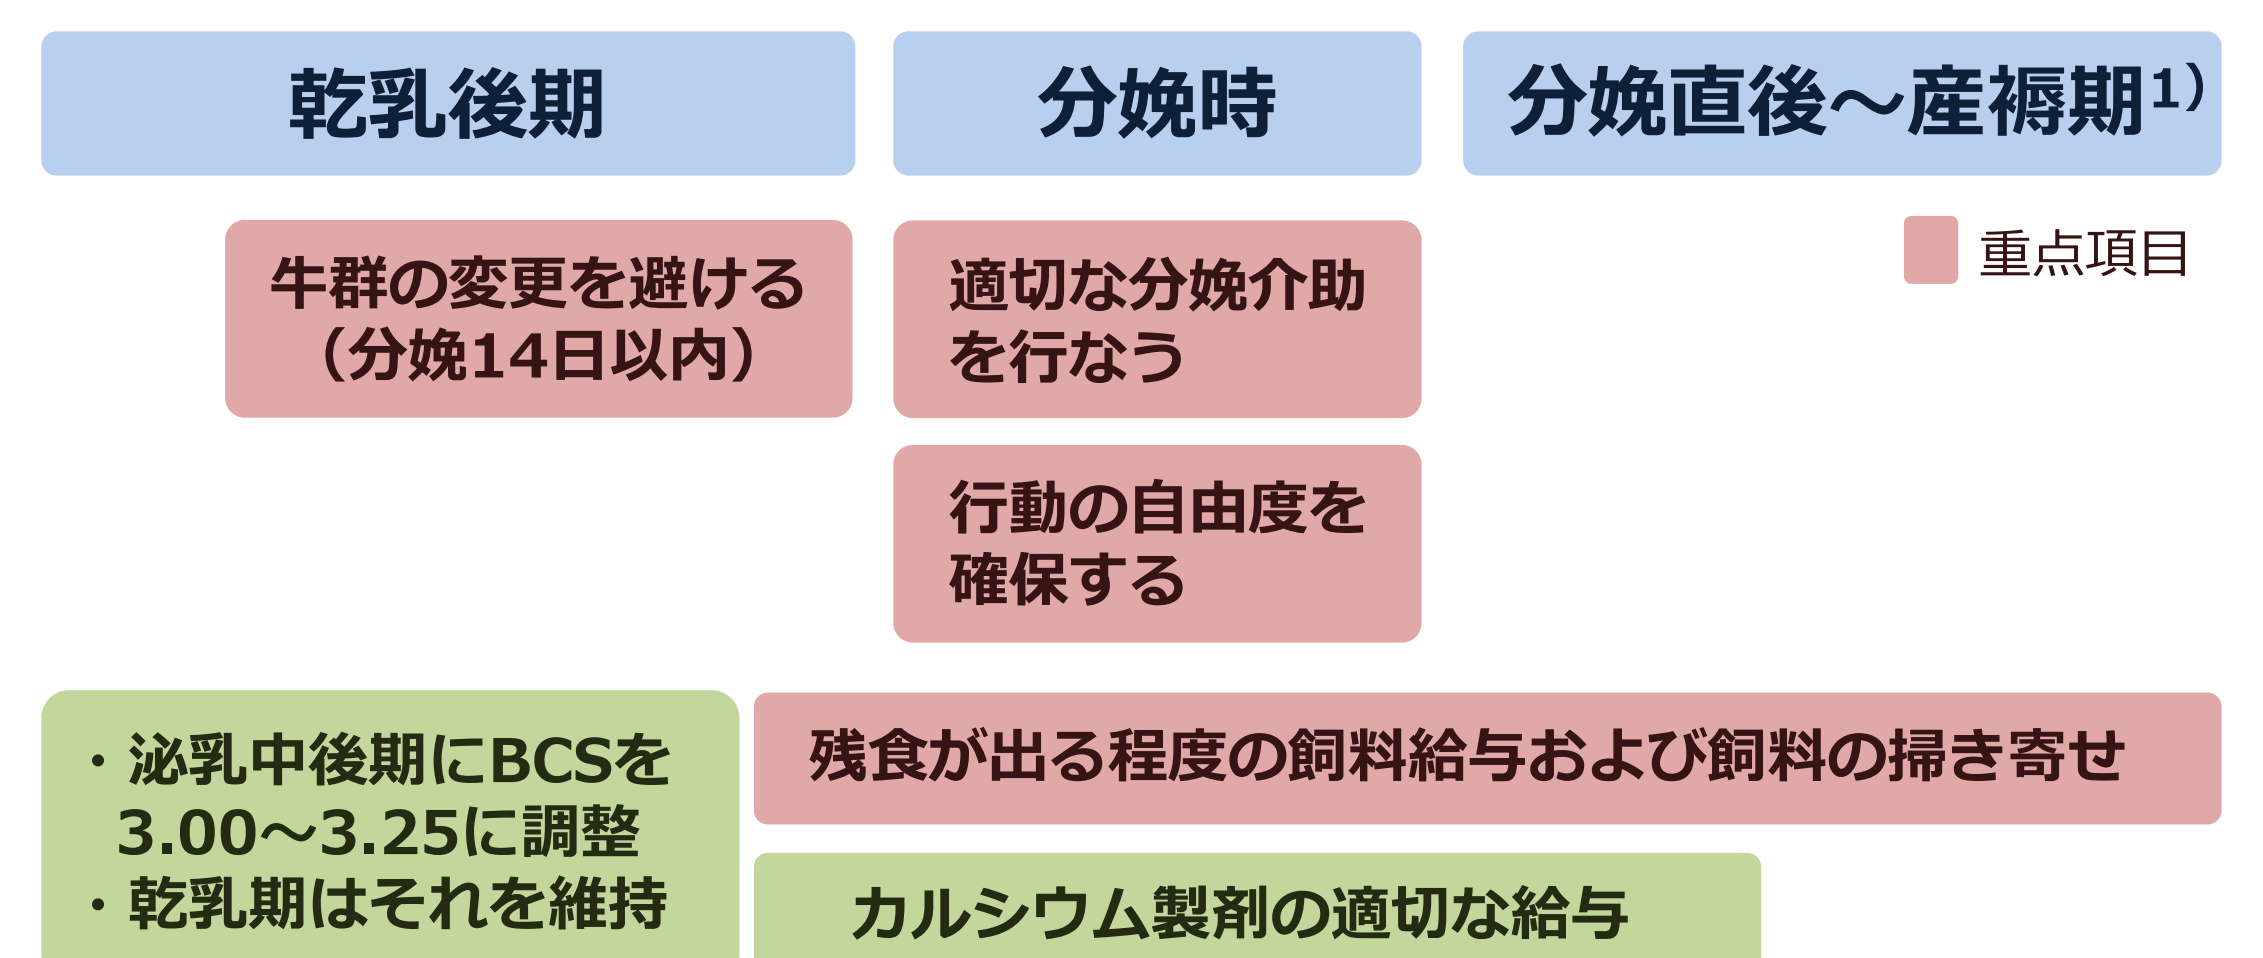 乾乳後期
分娩時
分娩直後～産褥期1）
重点項目
牛群の変更を避ける
（分娩14日以内）
適切な分娩介助
を行なう
行動の自由度を
確保する
・泌乳中後期にBCSを
3.00～3.25に調整
・乾乳期はそれを維持
残食が出る程度の飼料給与および飼料の掃き寄せ
カルシウム製剤の適切な給与